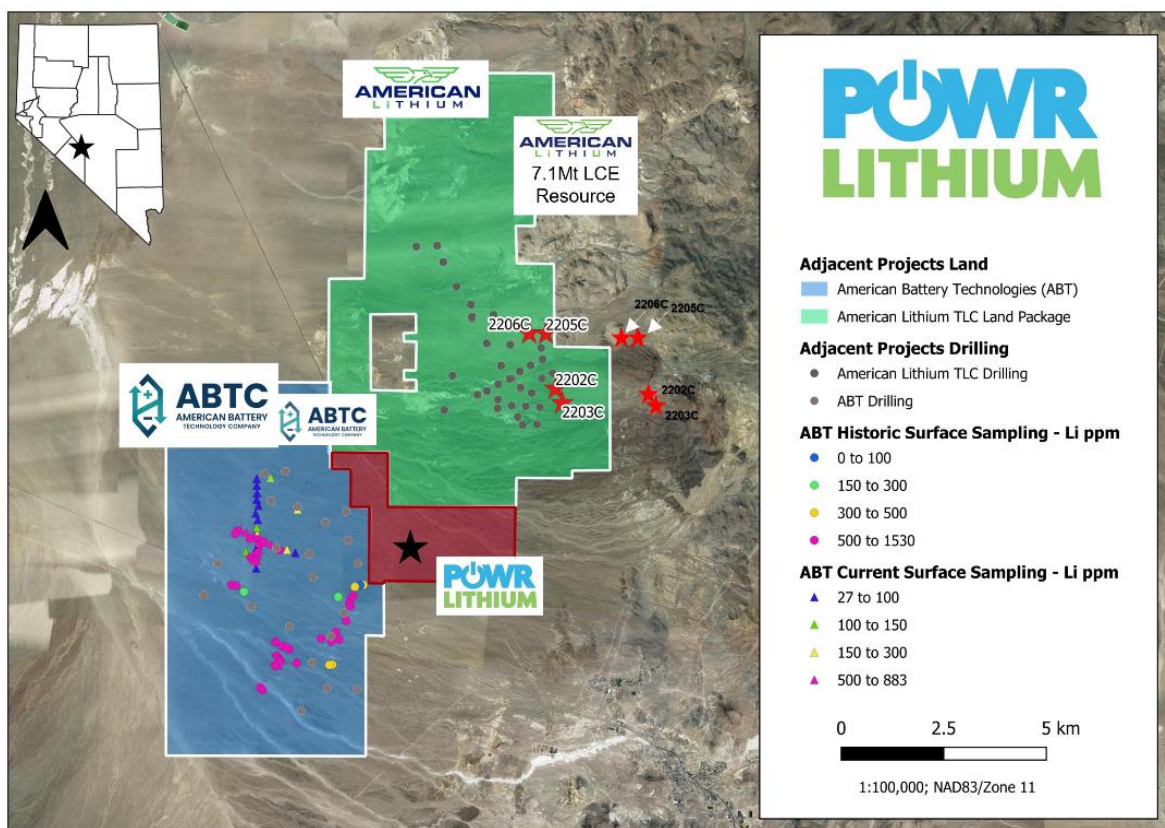 AMERICAN
LiTHIUM
AMERICAN
LiTHIUM
7.1Mt LCE
Resource
2206C
2205C
2206C
2205C
2202C
2203C
2202C
2203C
ABTC
AMERICAN BATTERY
TECHNOLOGY COMPANY
ABTC
AMERICAN BATTERY
TECHNOLOGY COMPANY
POWR
LITHIUM
POWR
LITHIUM
Adjacent Projects Land
American Battery Technologies (ABT)
American Lithium TLC Land Package
Adjacent Projects Drilling
American Lithium TLC Drilling
ABT Drilling
ABT Historic Surface Sampling - Li ppm
0 to 100
150 to 300
300 to 500
500 to 1530
ABT Current Surface Sampling - Li ppm
27 to 100
100 to 150
150 to 300
500 to 883
0 2.5 5 km
1:100,000; NAD83/Zone 11